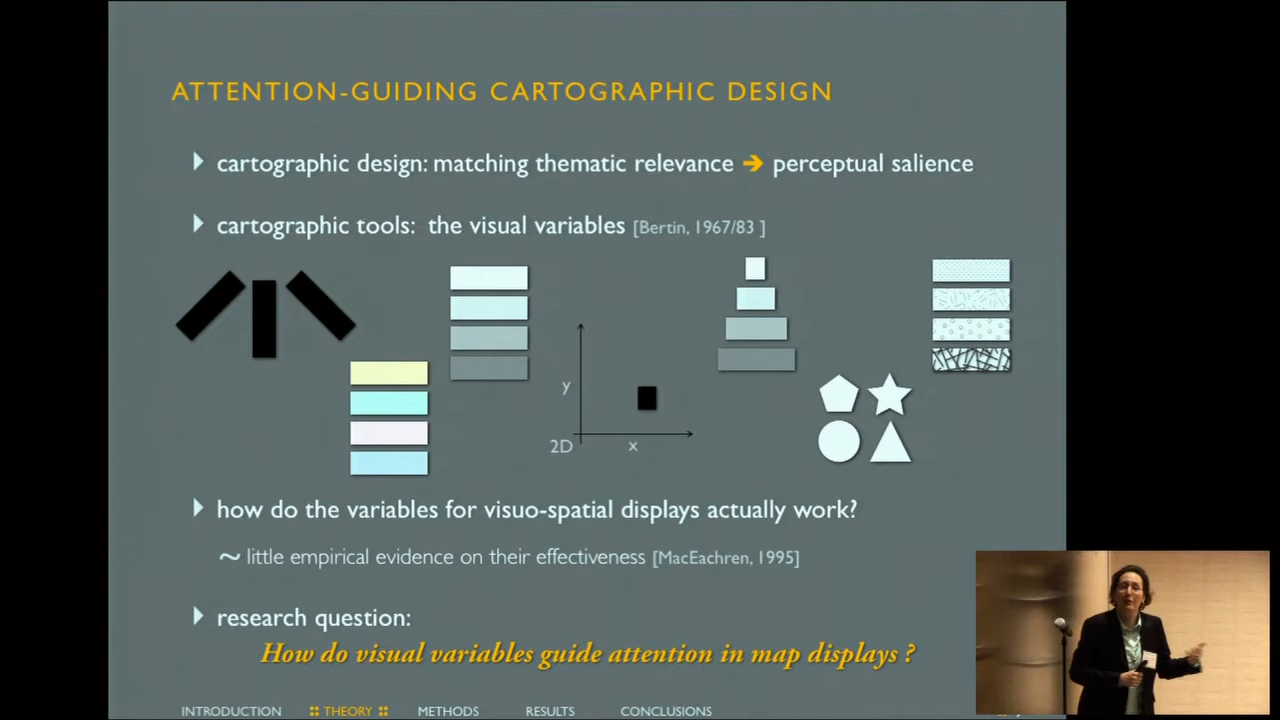 ATTENTION-GUIDING CARTOGRAPHIC DESIGN
cartographic design: matching thematic relevance ➔ perceptual salience
cartographic tools: the visual variables [Bertin, 1967/83 ]
y
2D
x
how do the variables for visuo-spatial displays actually work?
~ little empirical evidence on their effectiveness [MacEachren, 1995]
research question:
How do visual variables guide attention in map displays ?
INTRODUCTION :: THEORY :: METHODS RESULTS CONCLUSIONS